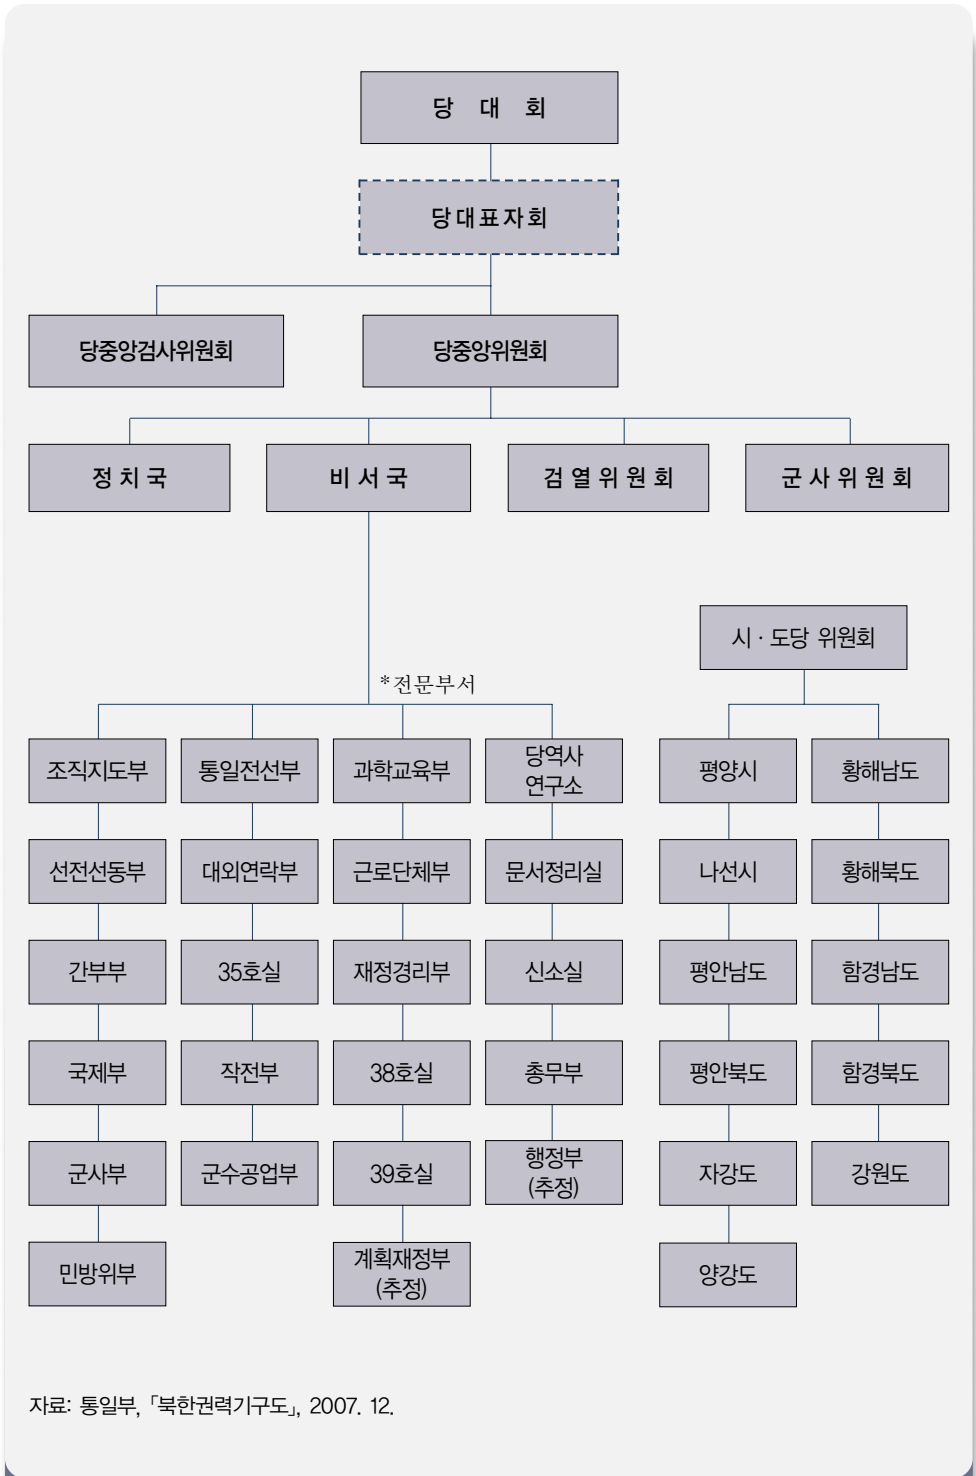 당 대 회
당대표자회
당중앙검사위원회
당중앙위원회
정 치 국
비 서 국
검 열 위 원 회
군 사 위 원 회
시 · 도당 위원회
*전문부서
조직지도부
통일전선부
과학교육부
당역사
연구소
평양시
황해남도
선전선동부
대외연락부
근로단체부
문서정리실
나선시
황해북도
간부부
35호실
재정경리부
신소실
평안남도
함경남도
국제부
작전부
38호실
총무부
평안북도
함경북도
군사부
군수공업부
39호실
행정부
(추정)
자강도
강원도
민방위부
계획재정부
(추정)
양강도
자료: 통일부, 「북한권력기구도」, 2007. 12.